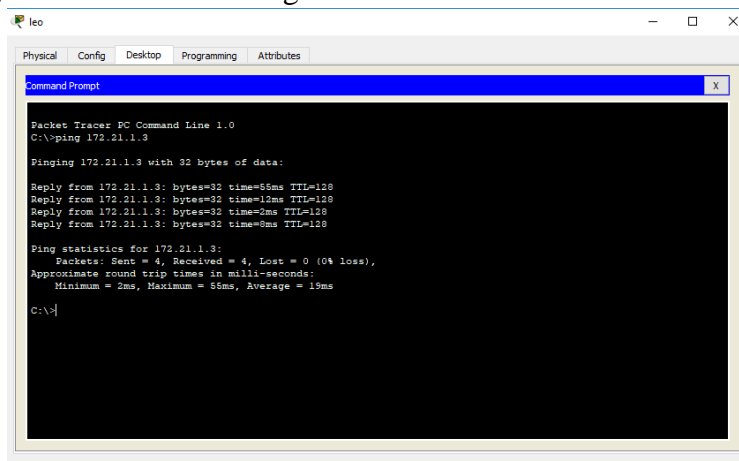 leo
Physical Config Desktop Programming Attributes
Command Prompt X
Packet Tracer PC Command Line 1.0
C:\>ping 172.21.1.3
Pinging 172.21.1.3 with 32 bytes of data:
Reply from 172.21.1.3: bytes=32 time=55ms TTL=128
Reply from 172.21.1.3: bytes=32 time=12ms TTL=128
Reply from 172.21.1.3: bytes=32 time=2ms TTL=128
Reply from 172.21.1.3: bytes=32 time=8ms TTL=128
Ping statistics for 172.21.1.3:
Packets: Sent = 4, Received = 4, Lost = 0 (0% loss),
Approximate round trip times in milli-seconds:
Minimum = 2ms, Maximum = 55ms, Average = 19ms
C:\>